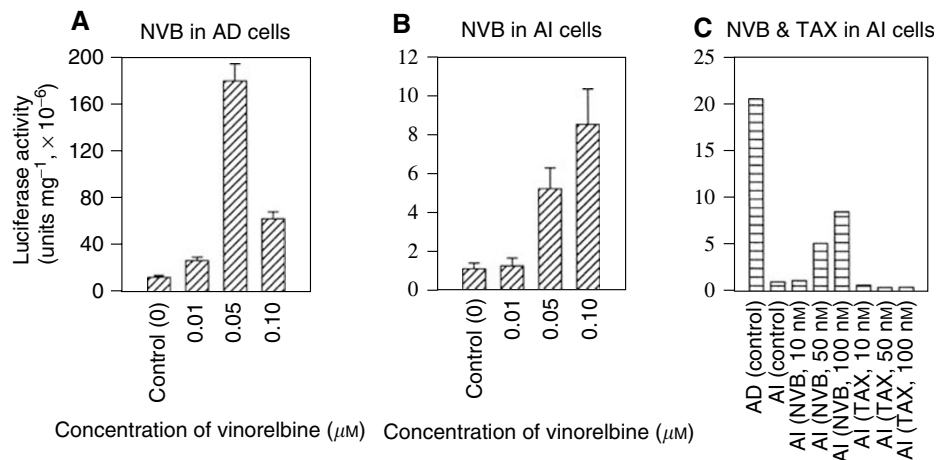 A
NVB in AD cells
Luciferase activity
(units mg⁻¹, × 10⁻⁶)
200
160
120
80
40
0
Control (0)
0.01
0.05
0.10
Concentration of vinorelbine (μM)
B
NVB in AI cells
12
10
8
6
4
2
0
Control (0)
0.01
0.05
0.10
Concentration of vinorelbine (μM)
C
NVB & TAX in AI cells
25
20
15
10
5
0
AD (control)
AI (control)
AI (NVB, 10 nM)
AI (NVB, 50 nM)
AI (NVB, 100 nM)
AI (TAX, 10 nM)
AI (TAX, 50 nM)
AI (TAX, 100 nM)